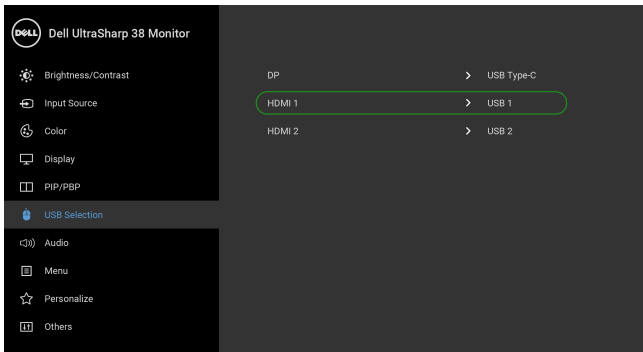 DELL Dell UltraSharp 38 Monitor
Brightness/Contrast
Input Source
Color
Display
PIP/PBP
USB Selection
Audio
Menu
Personalize
Others
DP > USB Type-C
HDMI 1 > USB 1
HDMI 2 > USB 2